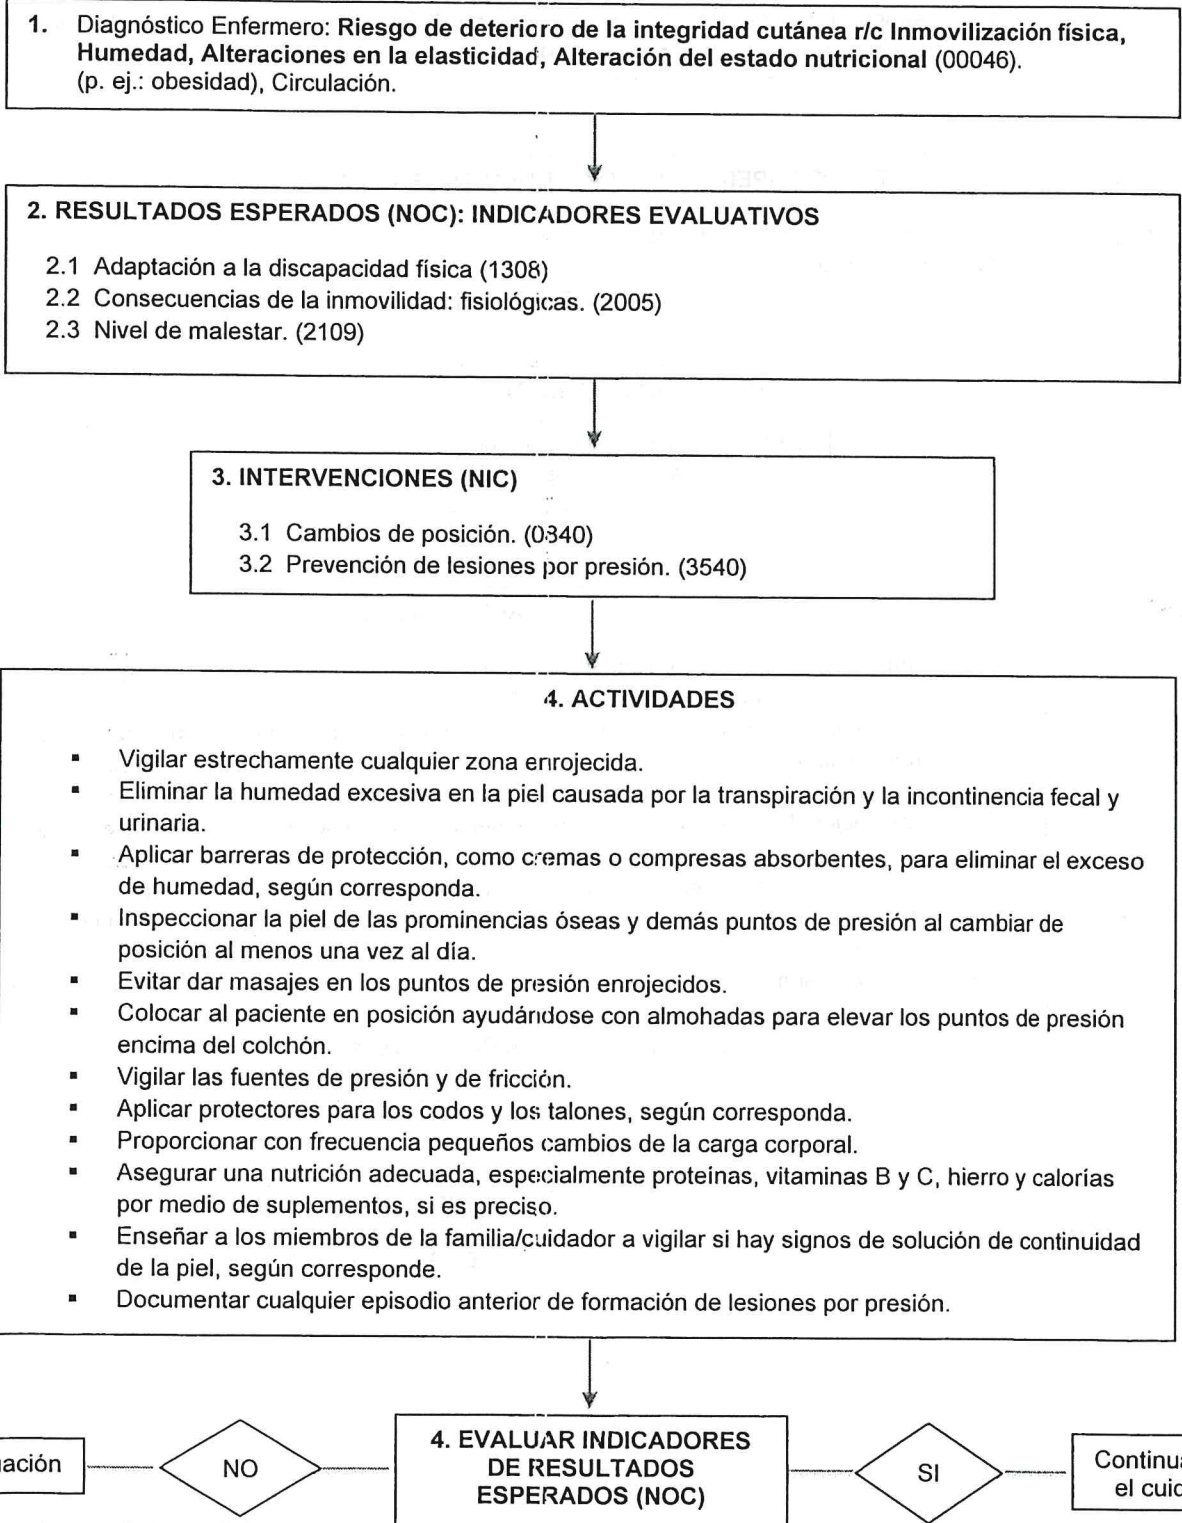 1. Diagnóstico Enfermero: Riesgo de deterioro de la integridad cutánea r/c Inmovilización física,
Humedad, Alteraciones en la elasticidad, Alteración del estado nutricional (00046).
(p. ej.: obesidad), Circulación.
2. RESULTADOS ESPERADOS (NOC): INDICADORES EVALUATIVOS
2.1 Adaptación a la discapacidad física (1308)
2.2 Consecuencias de la inmovilidad: fisiológicas. (2005)
2.3 Nivel de malestar. (2109)
3. INTERVENCIONES (NIC)
3.1 Cambios de posición. (0840)
3.2 Prevención de lesiones por presión. (3540)
4. ACTIVIDADES
▪ Vigilar estrechamente cualquier zona enrojecida.
▪ Eliminar la humedad excesiva en la piel causada por la transpiración y la incontinencia fecal y
urinaria.
▪ Aplicar barreras de protección, como cremas o compresas absorbentes, para eliminar el exceso
de humedad, según corresponda.
▪ Inspeccionar la piel de las prominencias óseas y demás puntos de presión al cambiar de
posición al menos una vez al día.
▪ Evitar dar masajes en los puntos de presión enrojecidos.
▪ Colocar al paciente en posición ayudándose con almohadas para elevar los puntos de presión
encima del colchón.
▪ Vigilar las fuentes de presión y de fricción.
▪ Aplicar protectores para los codos y los talones, según corresponda.
▪ Proporcionar con frecuencia pequeños cambios de la carga corporal.
▪ Asegurar una nutrición adecuada, especialmente proteínas, vitaminas B y C, hierro y calorías
por medio de suplementos, si es preciso.
▪ Enseñar a los miembros de la familia/cuidador a vigilar si hay signos de solución de continuidad
de la piel, según corresponde.
▪ Documentar cualquier episodio anterior de formación de lesiones por presión.
NO
4. EVALUAR INDICADORES
DE RESULTADOS
ESPERADOS (NOC)
SI